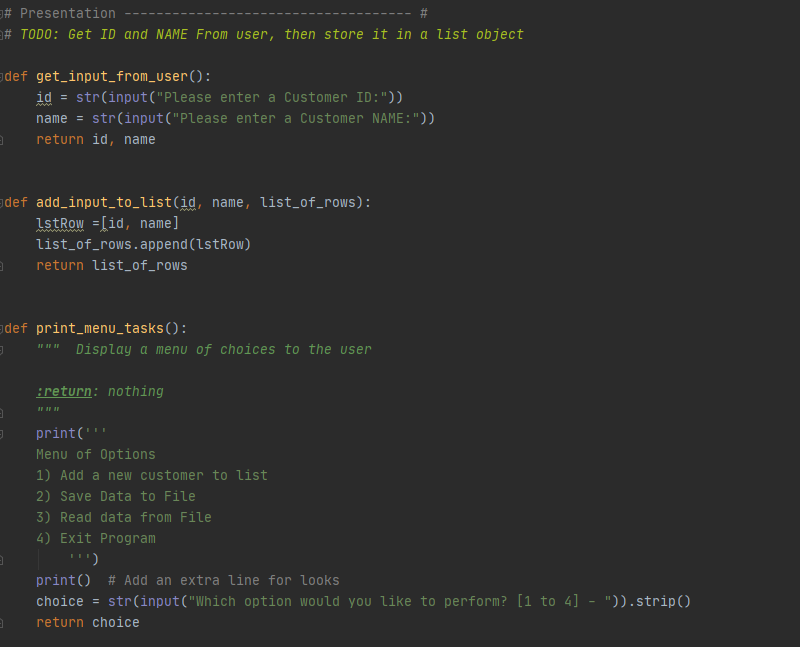 # Presentation ------------------------------------ #
# TODO: Get ID and NAME From user, then store it in a list object
def get_input_from_user():
    id = str(input("Please enter a Customer ID:"))
    name = str(input("Please enter a Customer NAME:"))
    return id, name
def add_input_to_list(id, name, list_of_rows):
    lstRow =[id, name]
    list_of_rows.append(lstRow)
    return list_of_rows
def print_menu_tasks():
    """  Display a menu of choices to the user
    :return: nothing
    """
    print('''
    Menu of Options
    1) Add a new customer to list
    2) Save Data to File
    3) Read data from File
    4) Exit Program
        ''')
    print()  # Add an extra line for looks
    choice = str(input("Which option would you like to perform? [1 to 4] - ")).strip()
    return choice